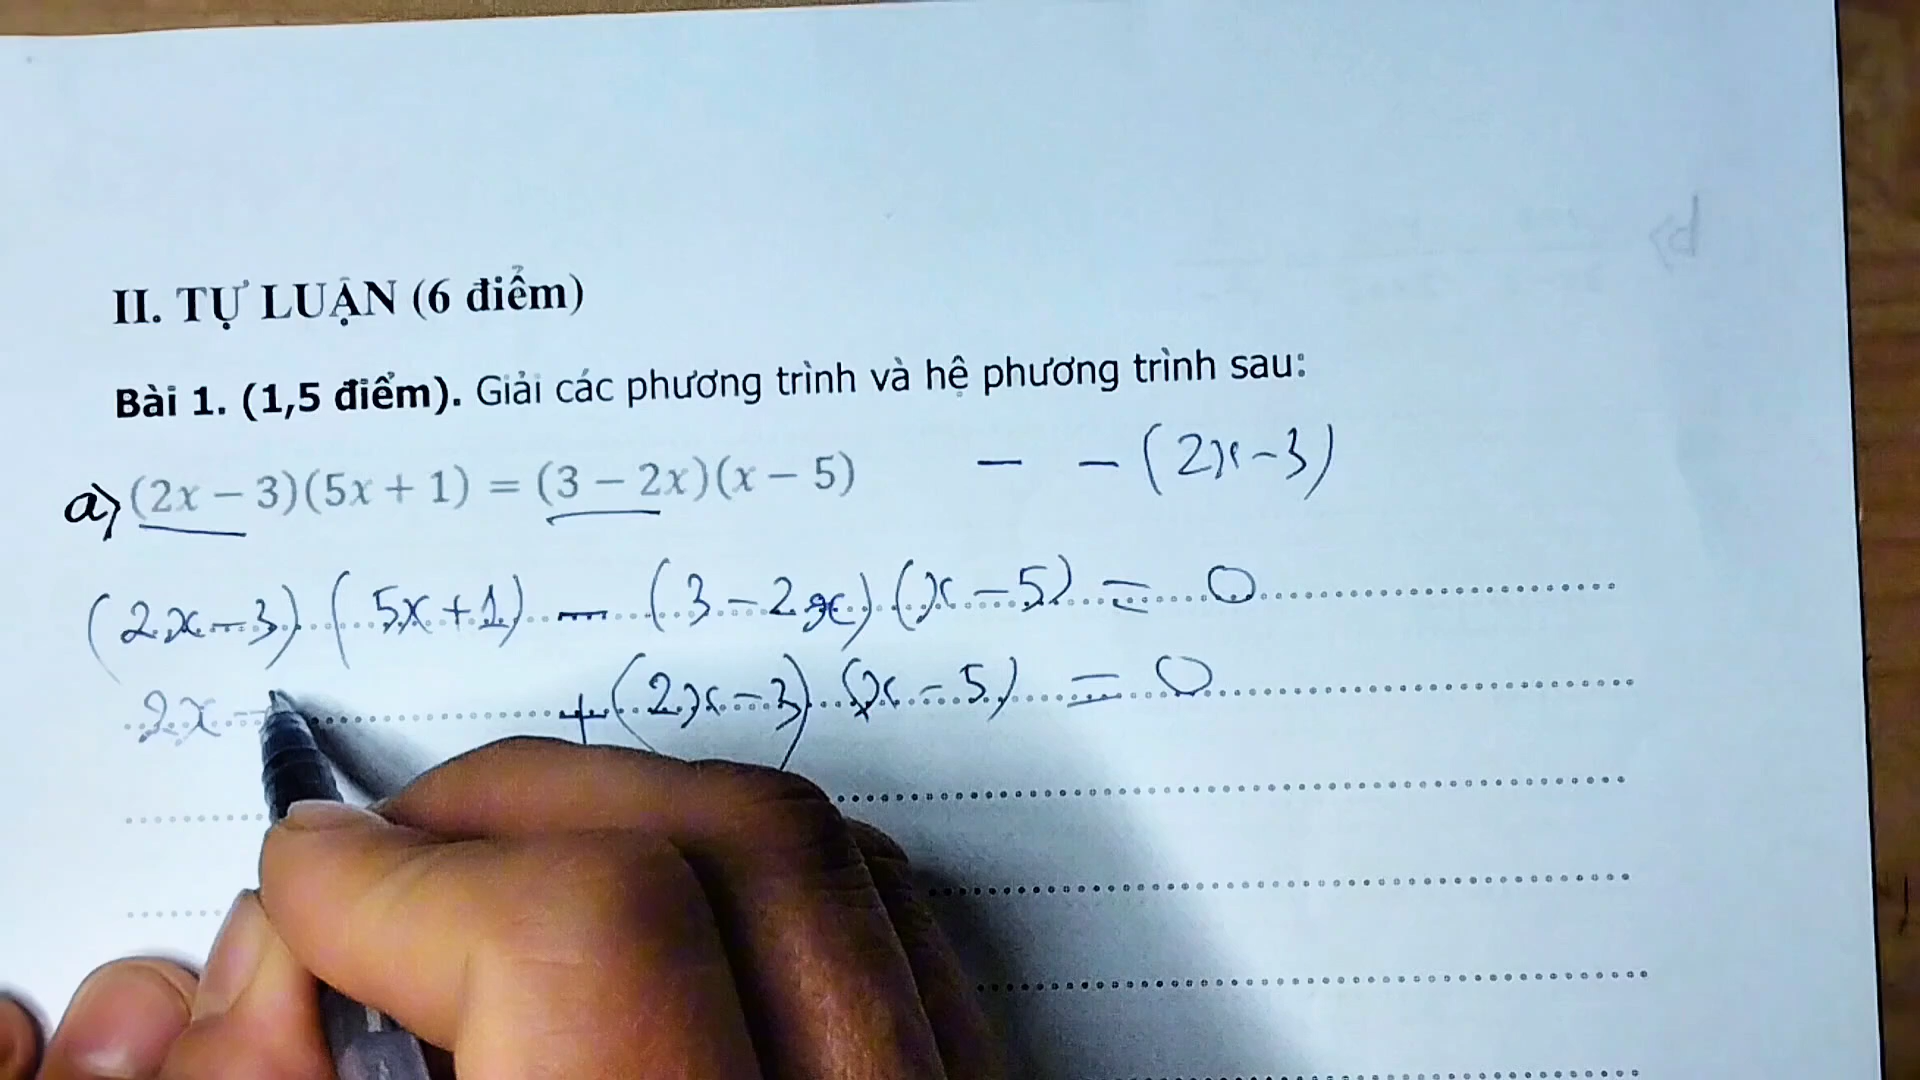 II. TỰ LUẬN (6 điểm)
Bài 1. (1,5 điểm). Giải các phương trình và hệ phương trình sau:
a) (2x − 3)(5x + 1) = (3 − 2x)(x − 5) − −(2x−3)
(2x−3)(5x+1) − (3−2x)(x−5) = 0
2x − +(2x−3)(x−5) = 0